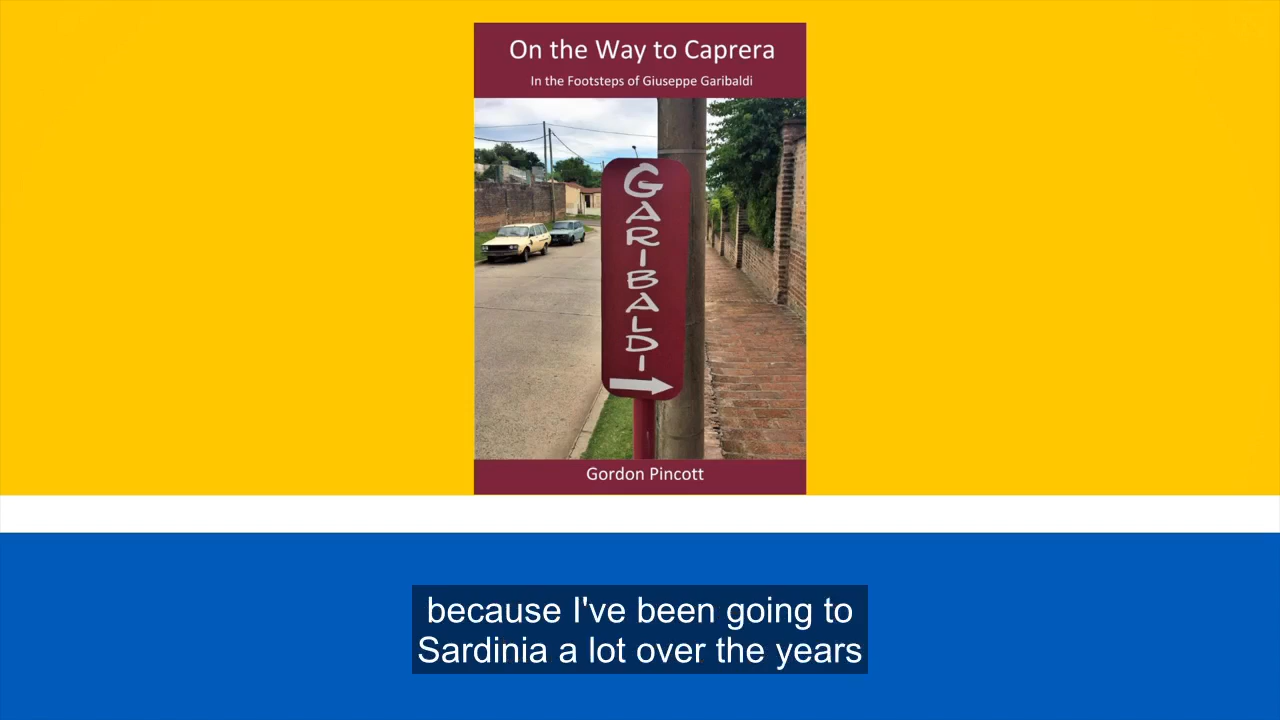 On the Way to Caprera
In the Footsteps of Giuseppe Garibaldi
GARIBALDI
Gordon Pincott
because I've been going to
Sardinia a lot over the years